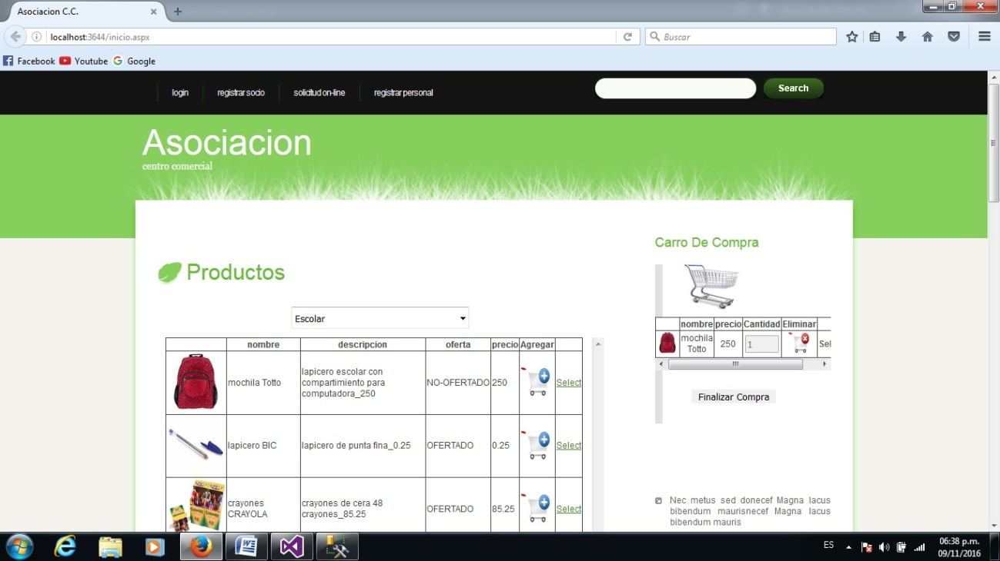 Asociacion C.C.
localhost:3644/inicio.aspx
Buscar
Facebook Youtube Google
login registrar socio solicitud on-line registrar personal
Search
Asociacion
centro comercial
Productos
Escolar
nombre descripcion oferta precio Agregar
mochila Totto lapicero escolar con compartimiento para computadora_250 NO-OFERTADO 250 Select
lapicero BIC lapicero de punta fina_0.25 OFERTADO 0.25 Select
crayones CRAYOLA crayones de cera 48 crayones_85.25 OFERTADO 85.25 Select
Carro De Compra
nombre precio Cantidad Eliminar
mochila Totto 250 1 Sel
Finalizar Compra
Nec metus sed donecef Magna lacus
bibendum maurisnecef Magna lacus
bibendum mauris
ES
06:38 p.m.
09/11/2016